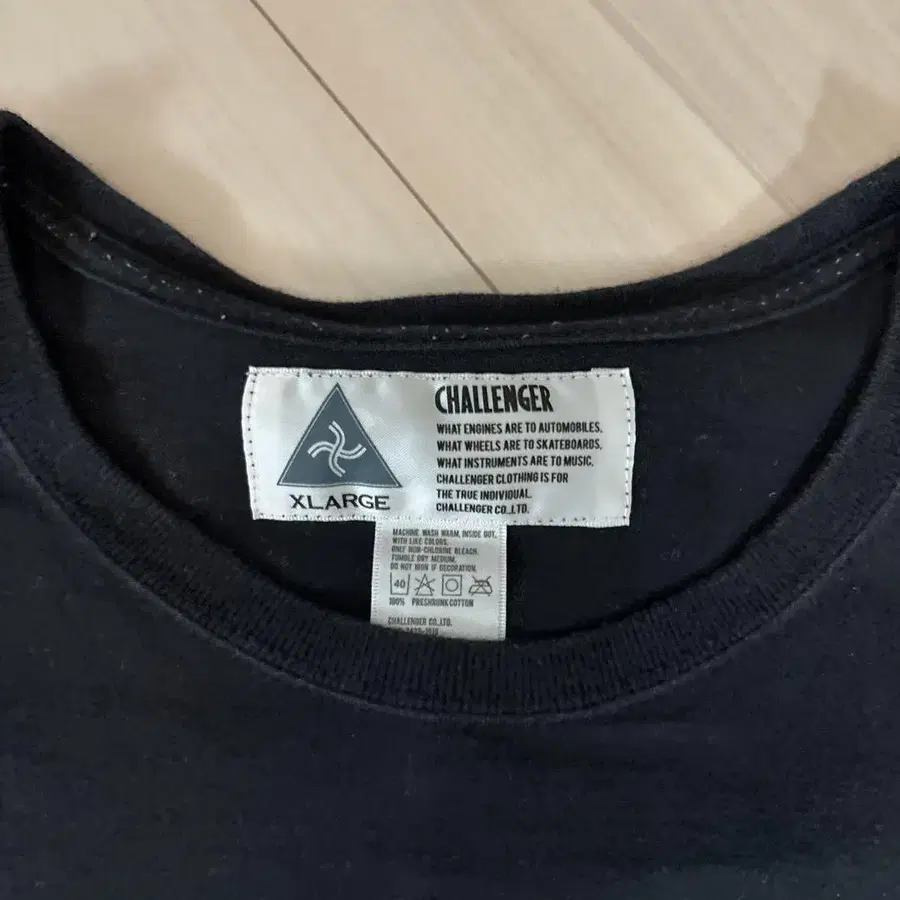 CHALLENGER
WHAT ENGINES ARE TO AUTOMOBILES,
WHAT WHEELS ARE TO SKATEBOARDS,
WHAT INSTRUMENTS ARE TO MUSIC,
CHALLENGER CLOTHING IS FOR
THE TRUE INDIVIDUAL.
CHALLENGER CO.,LTD.
XLARGE
MACHINE WASH WARM, INSIDE OUT,
WITH LIKE COLORS.
ONLY NON-CHLORINE BLEACH.
TUMBLE DRY MEDIUM.
DO NOT IRON IF DECORATION.
40
100% PRESHRUNK COTTON
CHALLENGER CO.,LTD.